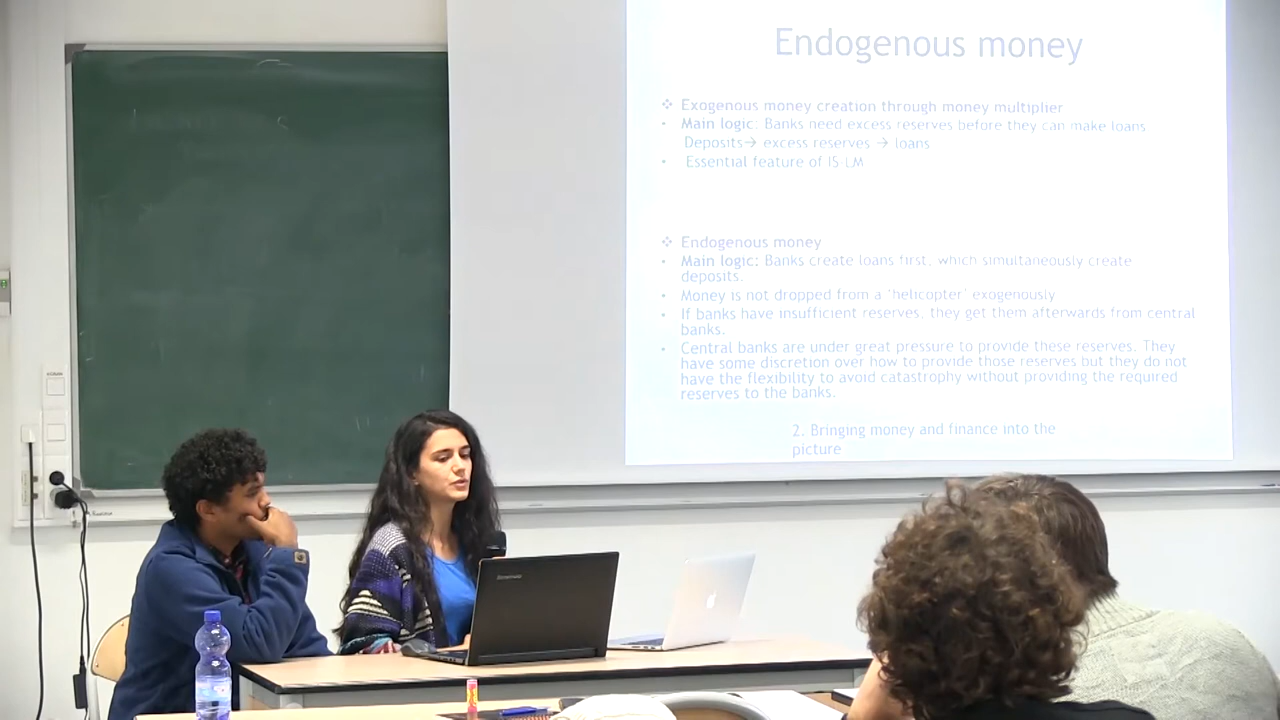 Endogenous money
❖ Exogenous money creation through money multiplier
• Main logic: Banks need excess reserves before they can make loans
Deposits→ excess reserves → loans
• Essential feature of IS-LM
❖ Endogenous money
• Main logic: Banks create loans first, which simultaneously create
deposits.
• Money is not dropped from a ‘helicopter’ exogenously
• If banks have insufficient reserves, they get them afterwards from central
banks.
• Central banks are under great pressure to provide these reserves. They
have some discretion over how to provide those reserves but they do not
have the flexibility to avoid catastrophy without providing the required
reserves to the banks.
2. Bringing money and finance into the
picture
Lenovo